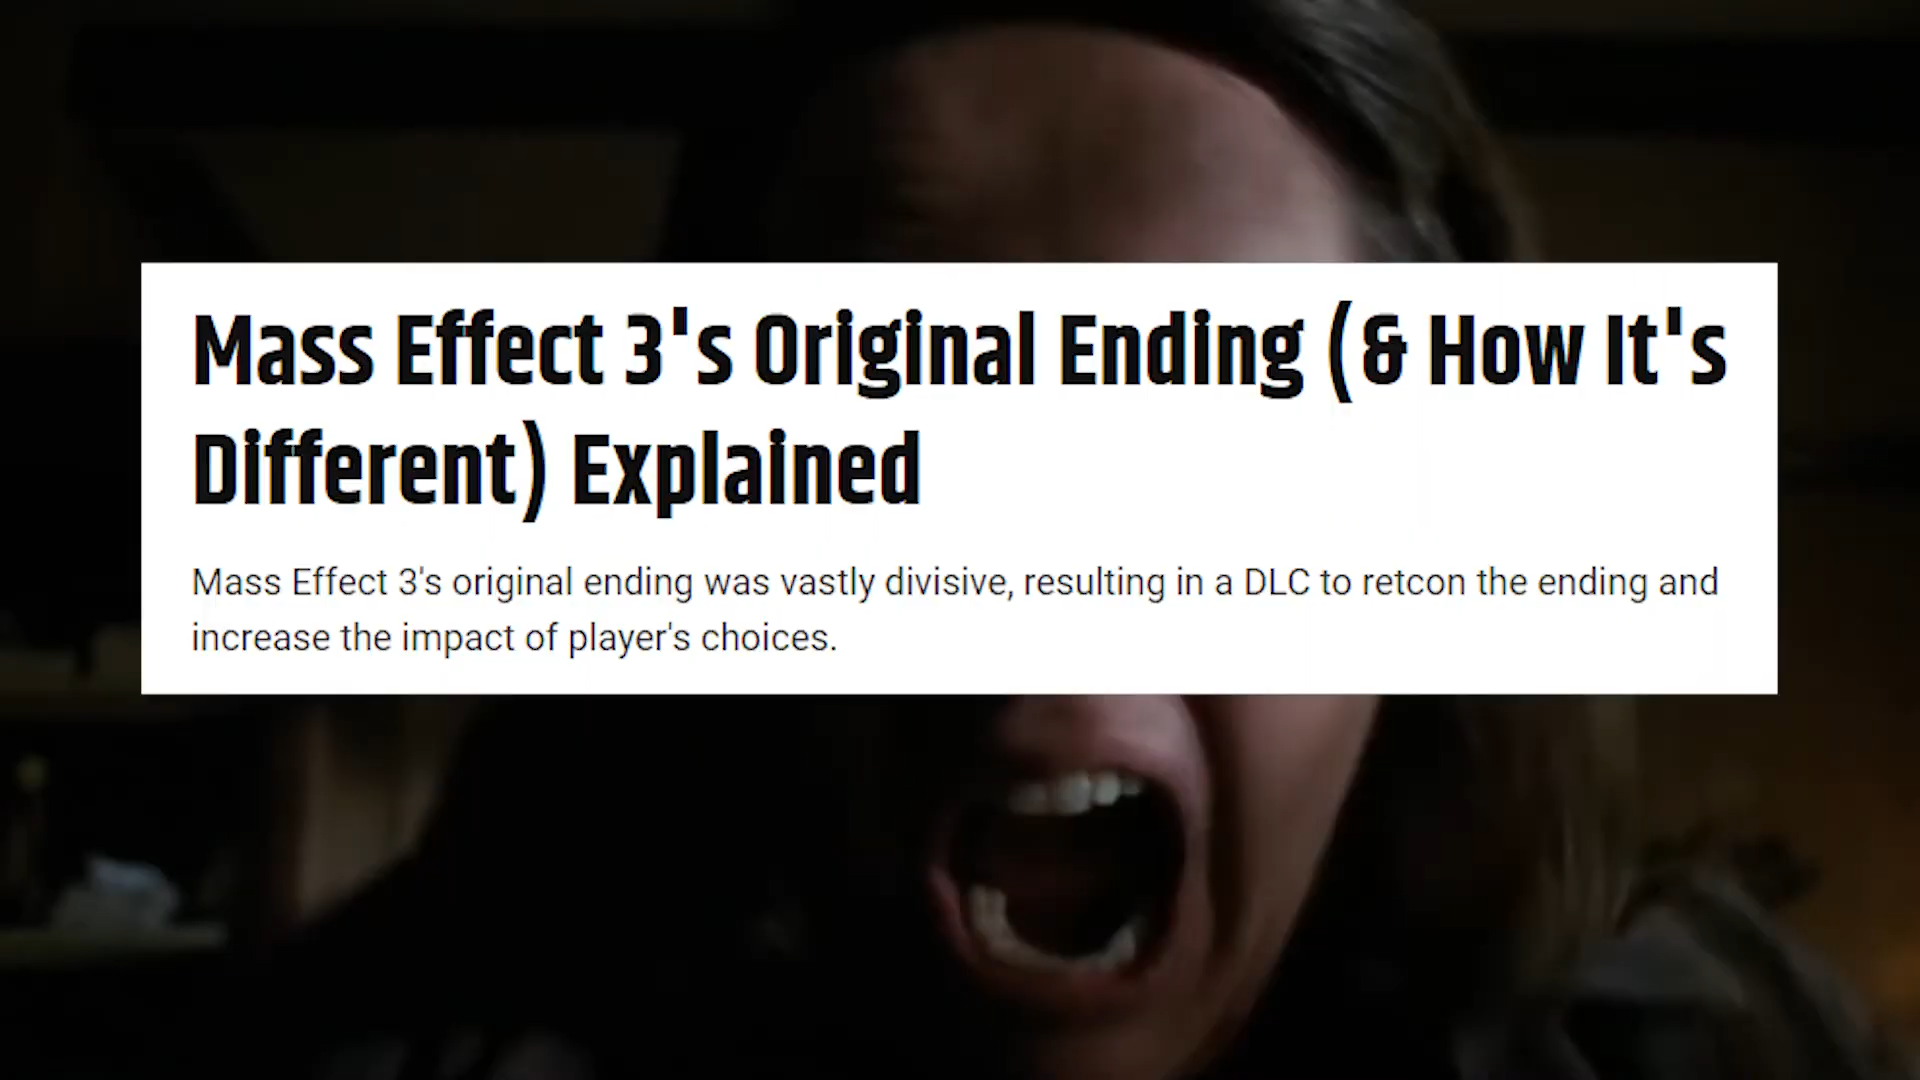 Mass Effect 3's Original Ending (& How It's
Different) Explained
Mass Effect 3's original ending was vastly divisive, resulting in a DLC to retcon the ending and
increase the impact of player's choices.